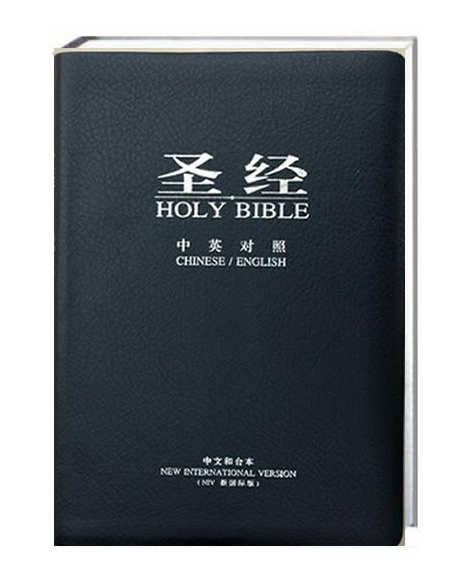 圣经
HOLY BIBLE
中英对照
CHINESE / ENGLISH
中文和合本
NEW INTERNATIONAL VERSION
(NIV 新国际版)